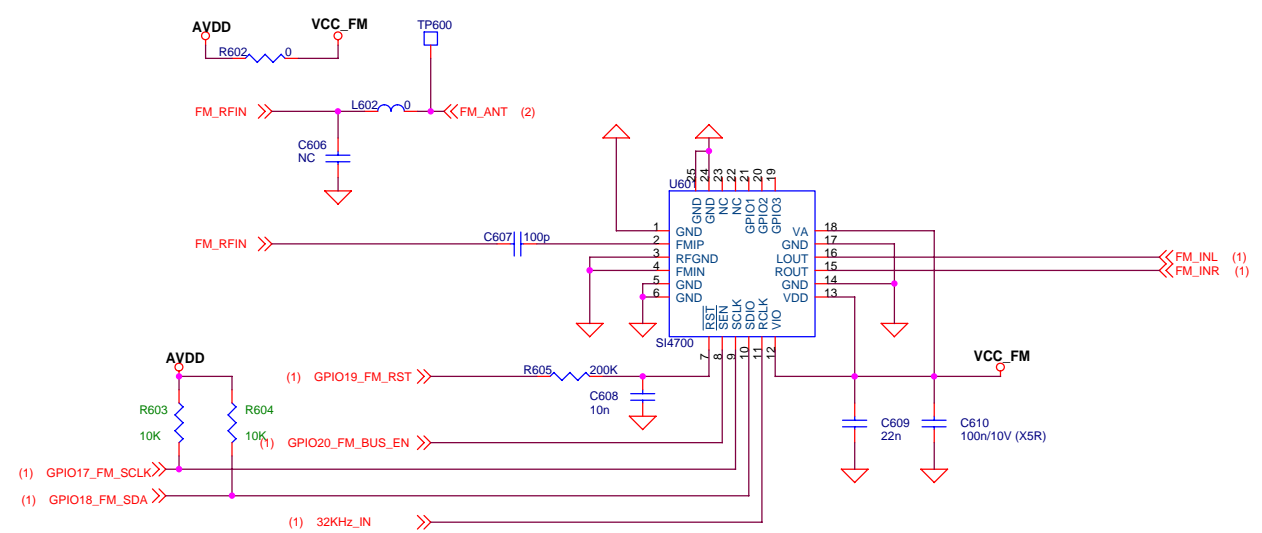 AVDD VCC_FM TP600
R602 0
FM_RFIN L602 0 FM_ANT (2)
C606
NC
U601
25 24 23 22 21 20 19
GND GND NC NC GPIO1 GPIO2 GPIO3
1 GND VA 18
FM_RFIN C607 100p 2 FMIP GND 17
3 RFGND LOUT 16 FM_INL (1)
4 FMIN ROUT 15 FM_INR (1)
5 GND GND 14
6 GND VDD 13
RST SEN SCLK SDIO RCLK VIO
SI4700
7 8 9 10 11 12
AVDD VCC_FM
(1) GPIO19_FM_RST R605 200K
C608
10n
R603 R604
10K 10K
C609
22n
C610
100n/10V (X5R)
(1) GPIO20_FM_BUS_EN
(1) GPIO17_FM_SCLK
(1) GPIO18_FM_SDA
(1) 32KHz_IN